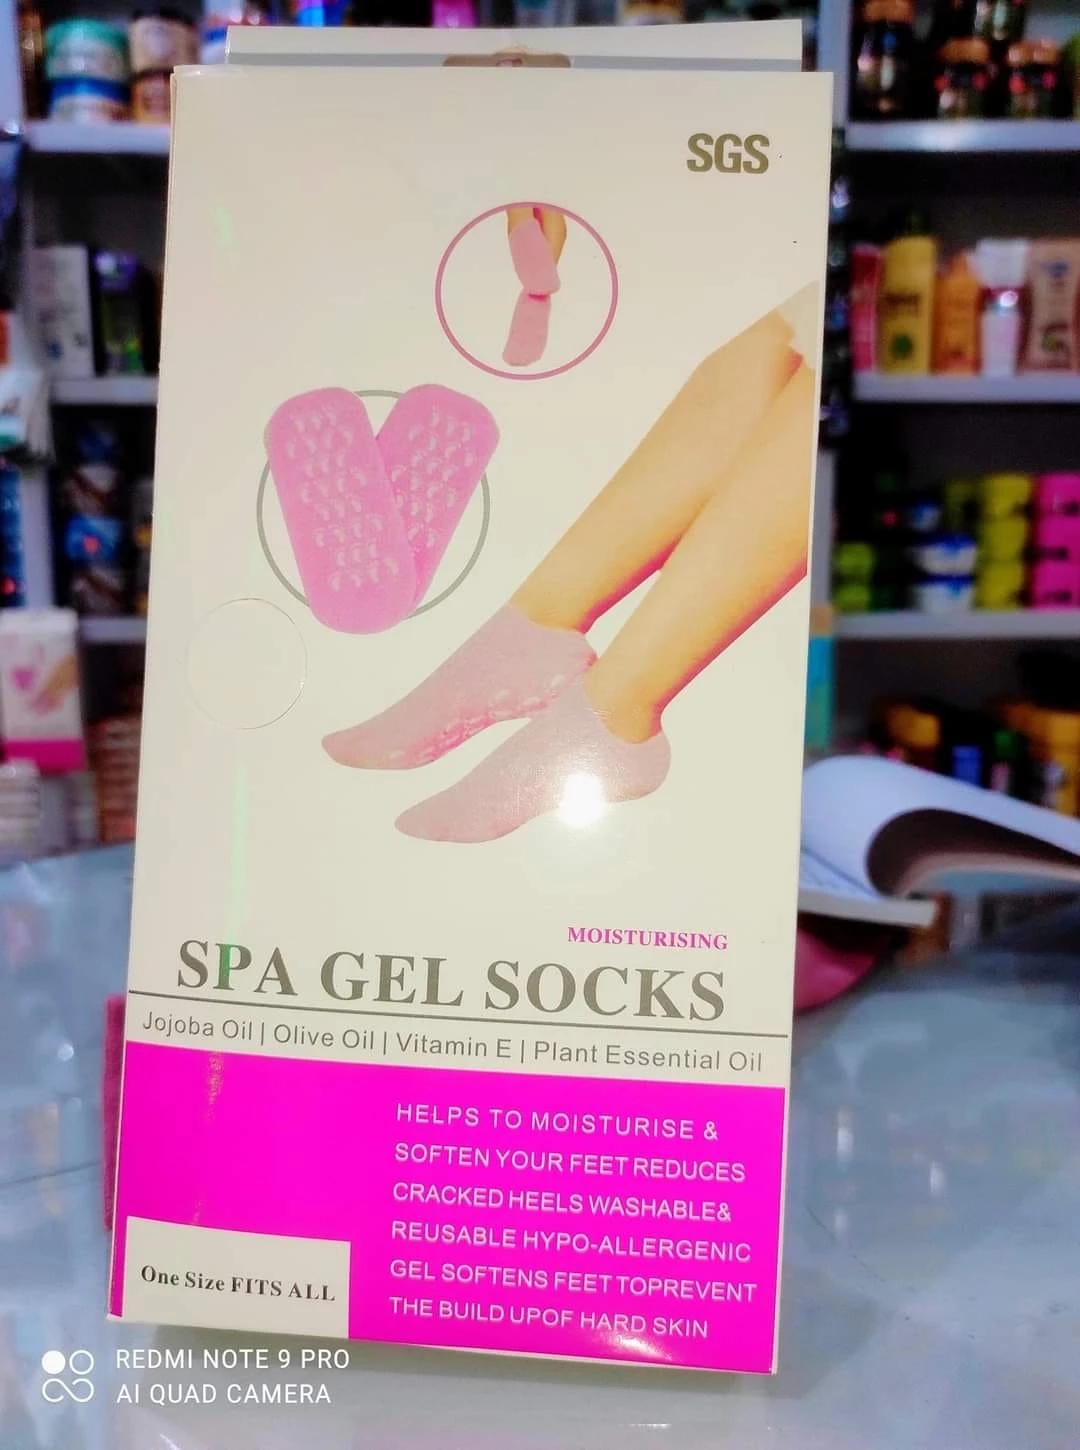 SGS
MOISTURISING
SPA GEL SOCKS
Jojoba Oil | Olive Oil | Vitamin E | Plant Essential Oil
HELPS TO MOISTURISE &
SOFTEN YOUR FEET REDUCES
CRACKED HEELS WASHABLE&
REUSABLE HYPO-ALLERGENIC
GEL SOFTENS FEET TOPREVENT
THE BUILD UPOF HARD SKIN
One Size FITS ALL
REDMI NOTE 9 PRO
AI QUAD CAMERA